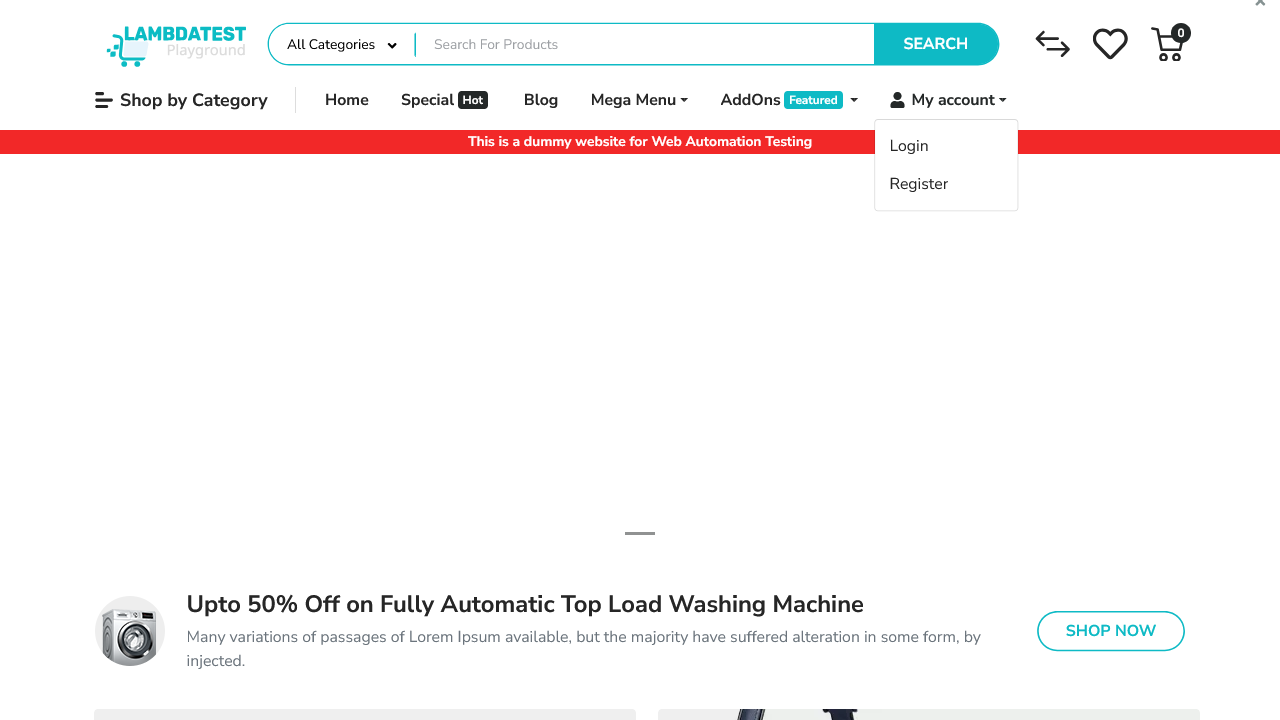 LAMBDATEST
Playground
All Categories
Search For Products
SEARCH
0
Shop by Category
Home
Special Hot
Blog
Mega Menu
AddOns Featured
My account
This is a dummy website for Web Automation Testing
Login
Register
Upto 50% Off on Fully Automatic Top Load Washing Machine
Many variations of passages of Lorem Ipsum available, but the majority have suffered alteration in some form, by
injected.
SHOP NOW